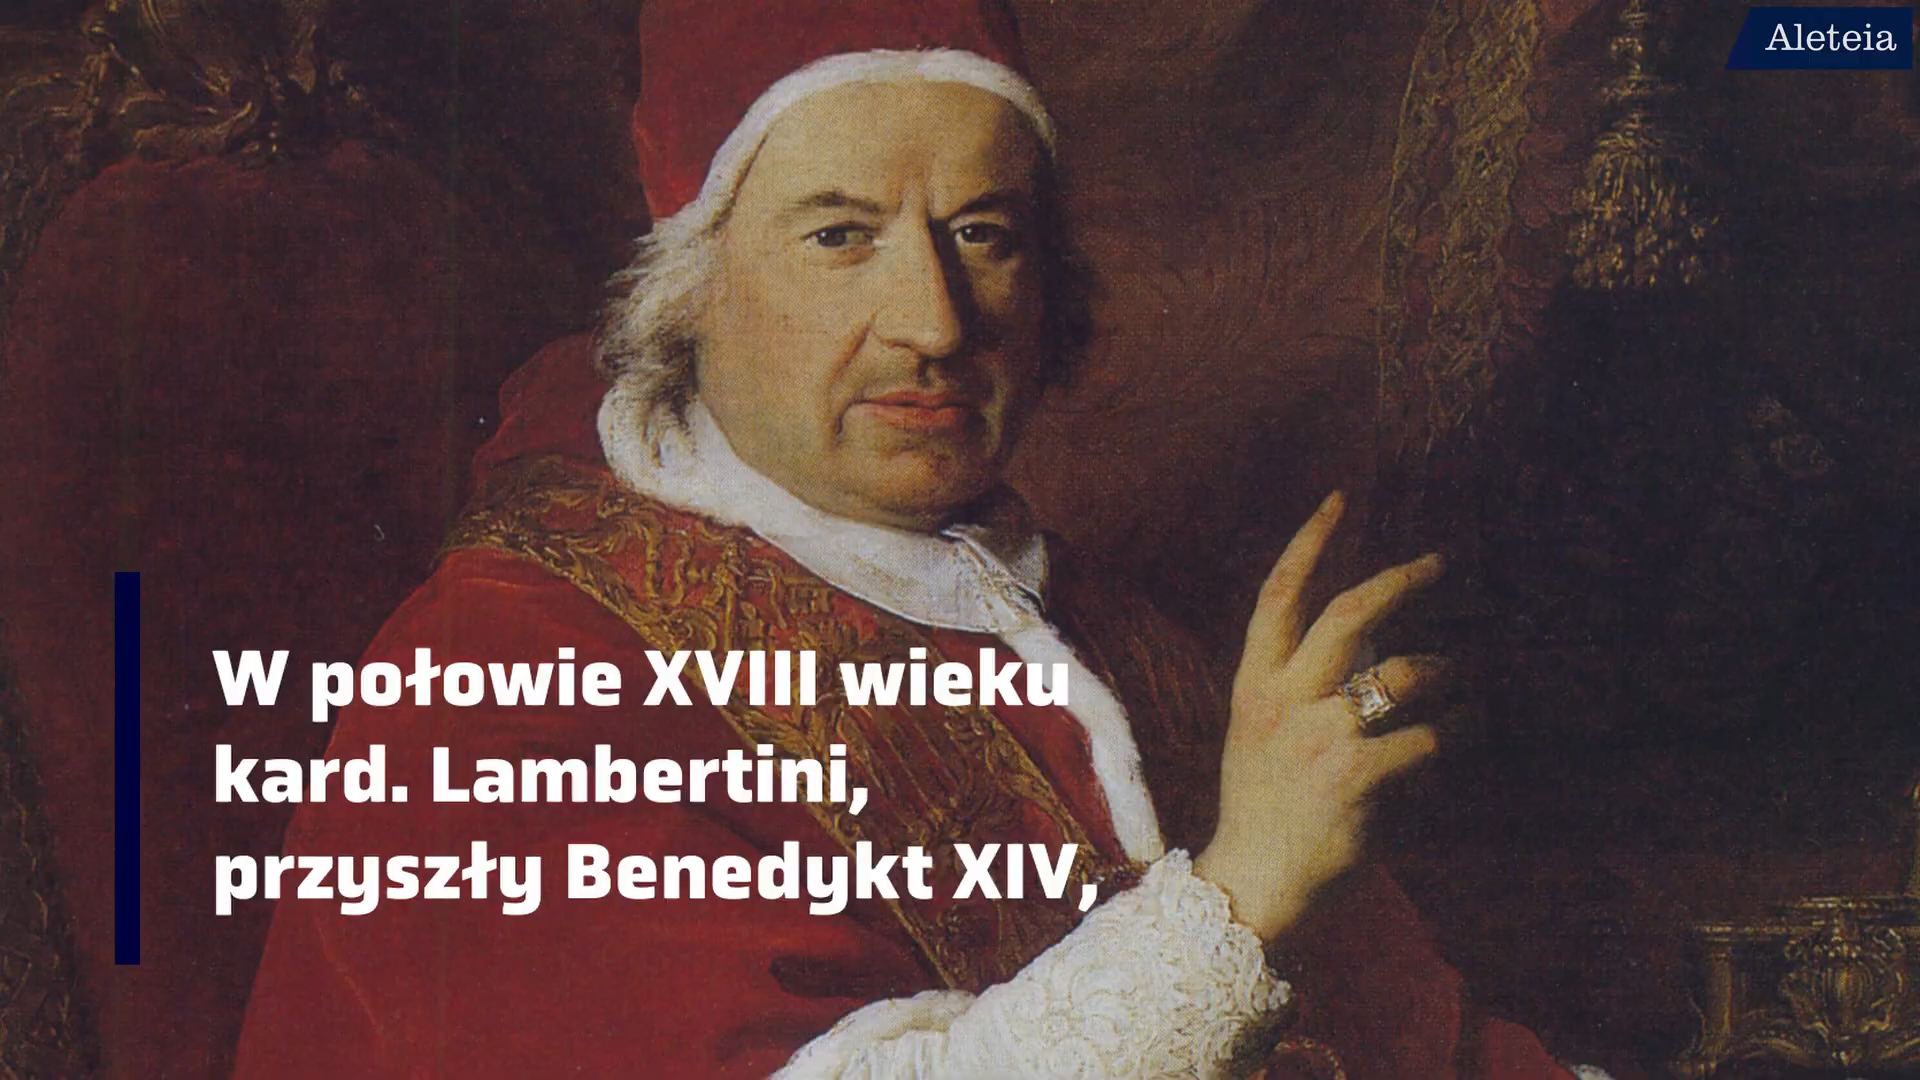 Aleteia
W połowie XVIII wieku
kard. Lambertini,
przyszły Benedykt XIV,